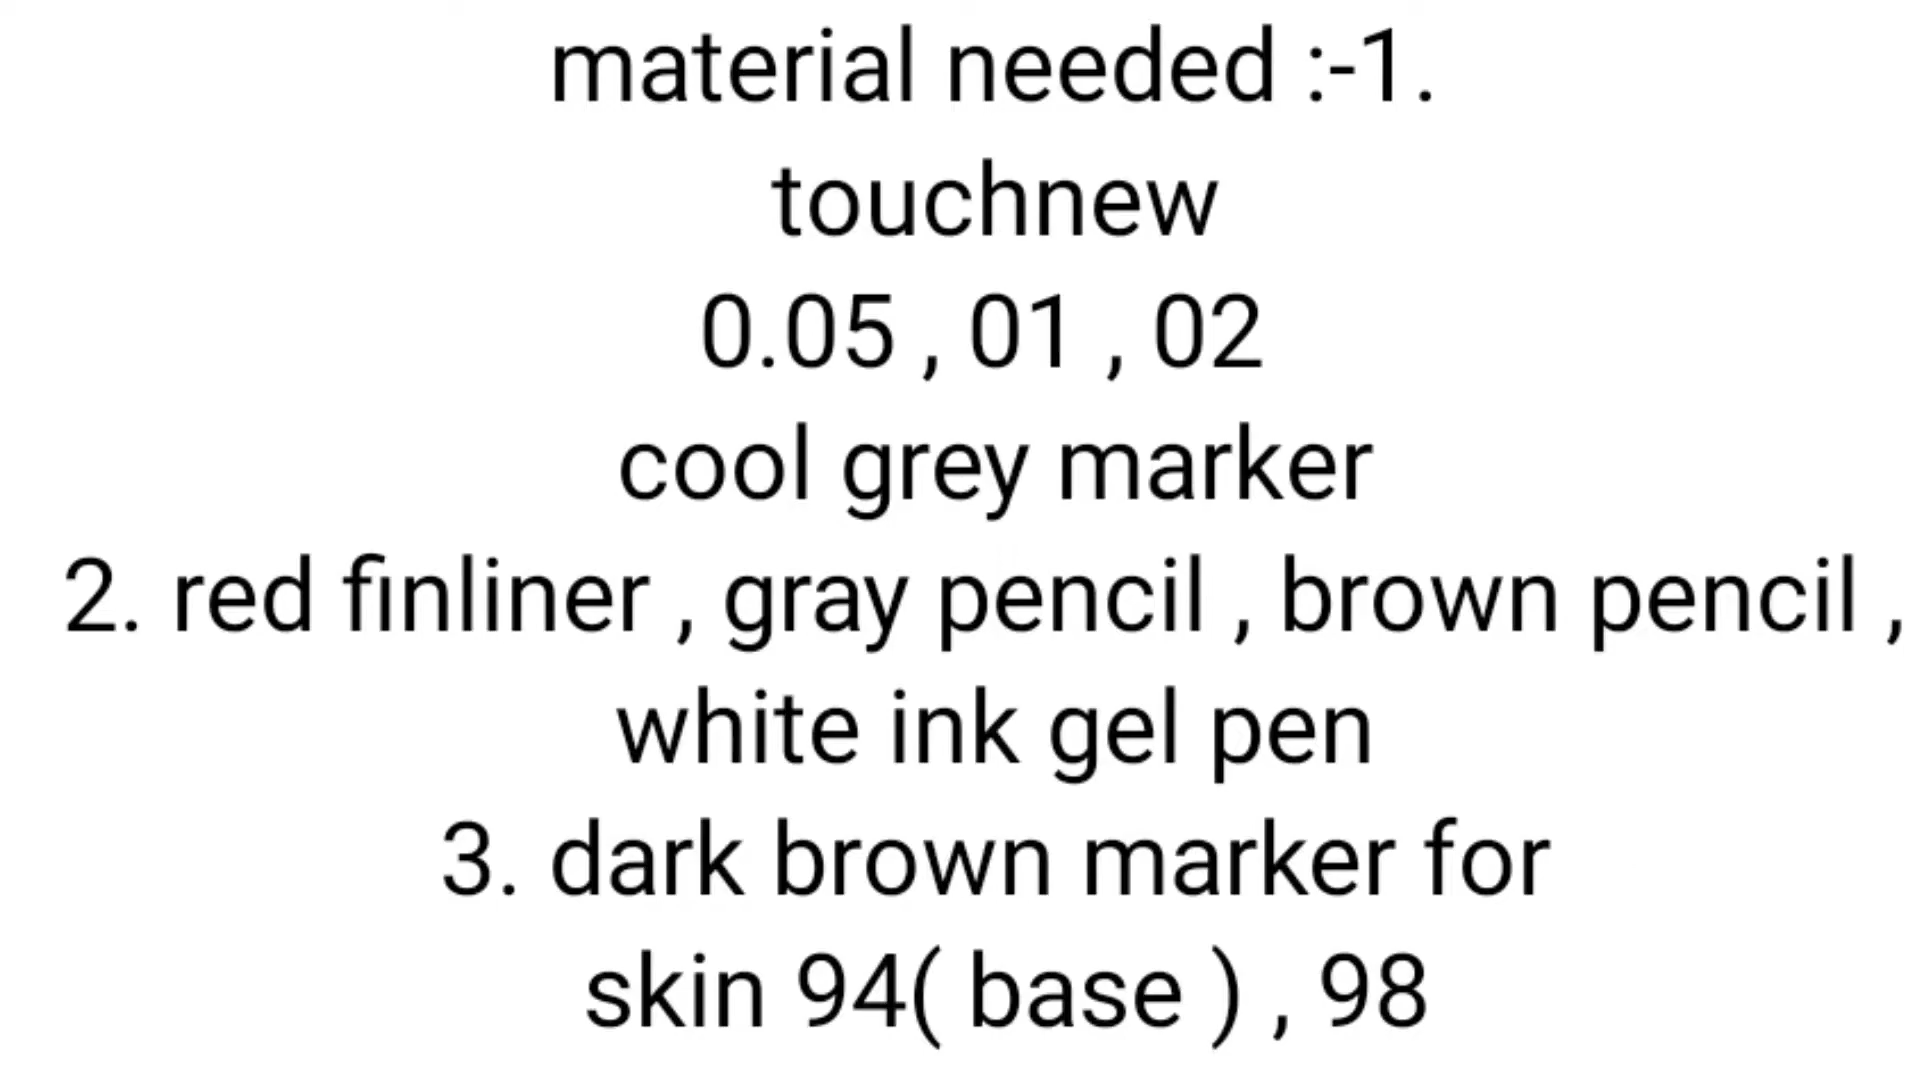 material needed :-1.
touchnew
0.05 , 01 , 02
cool grey marker
2. red finliner , gray pencil , brown pencil ,
white ink gel pen
3. dark brown marker for
skin 94( base ) , 98